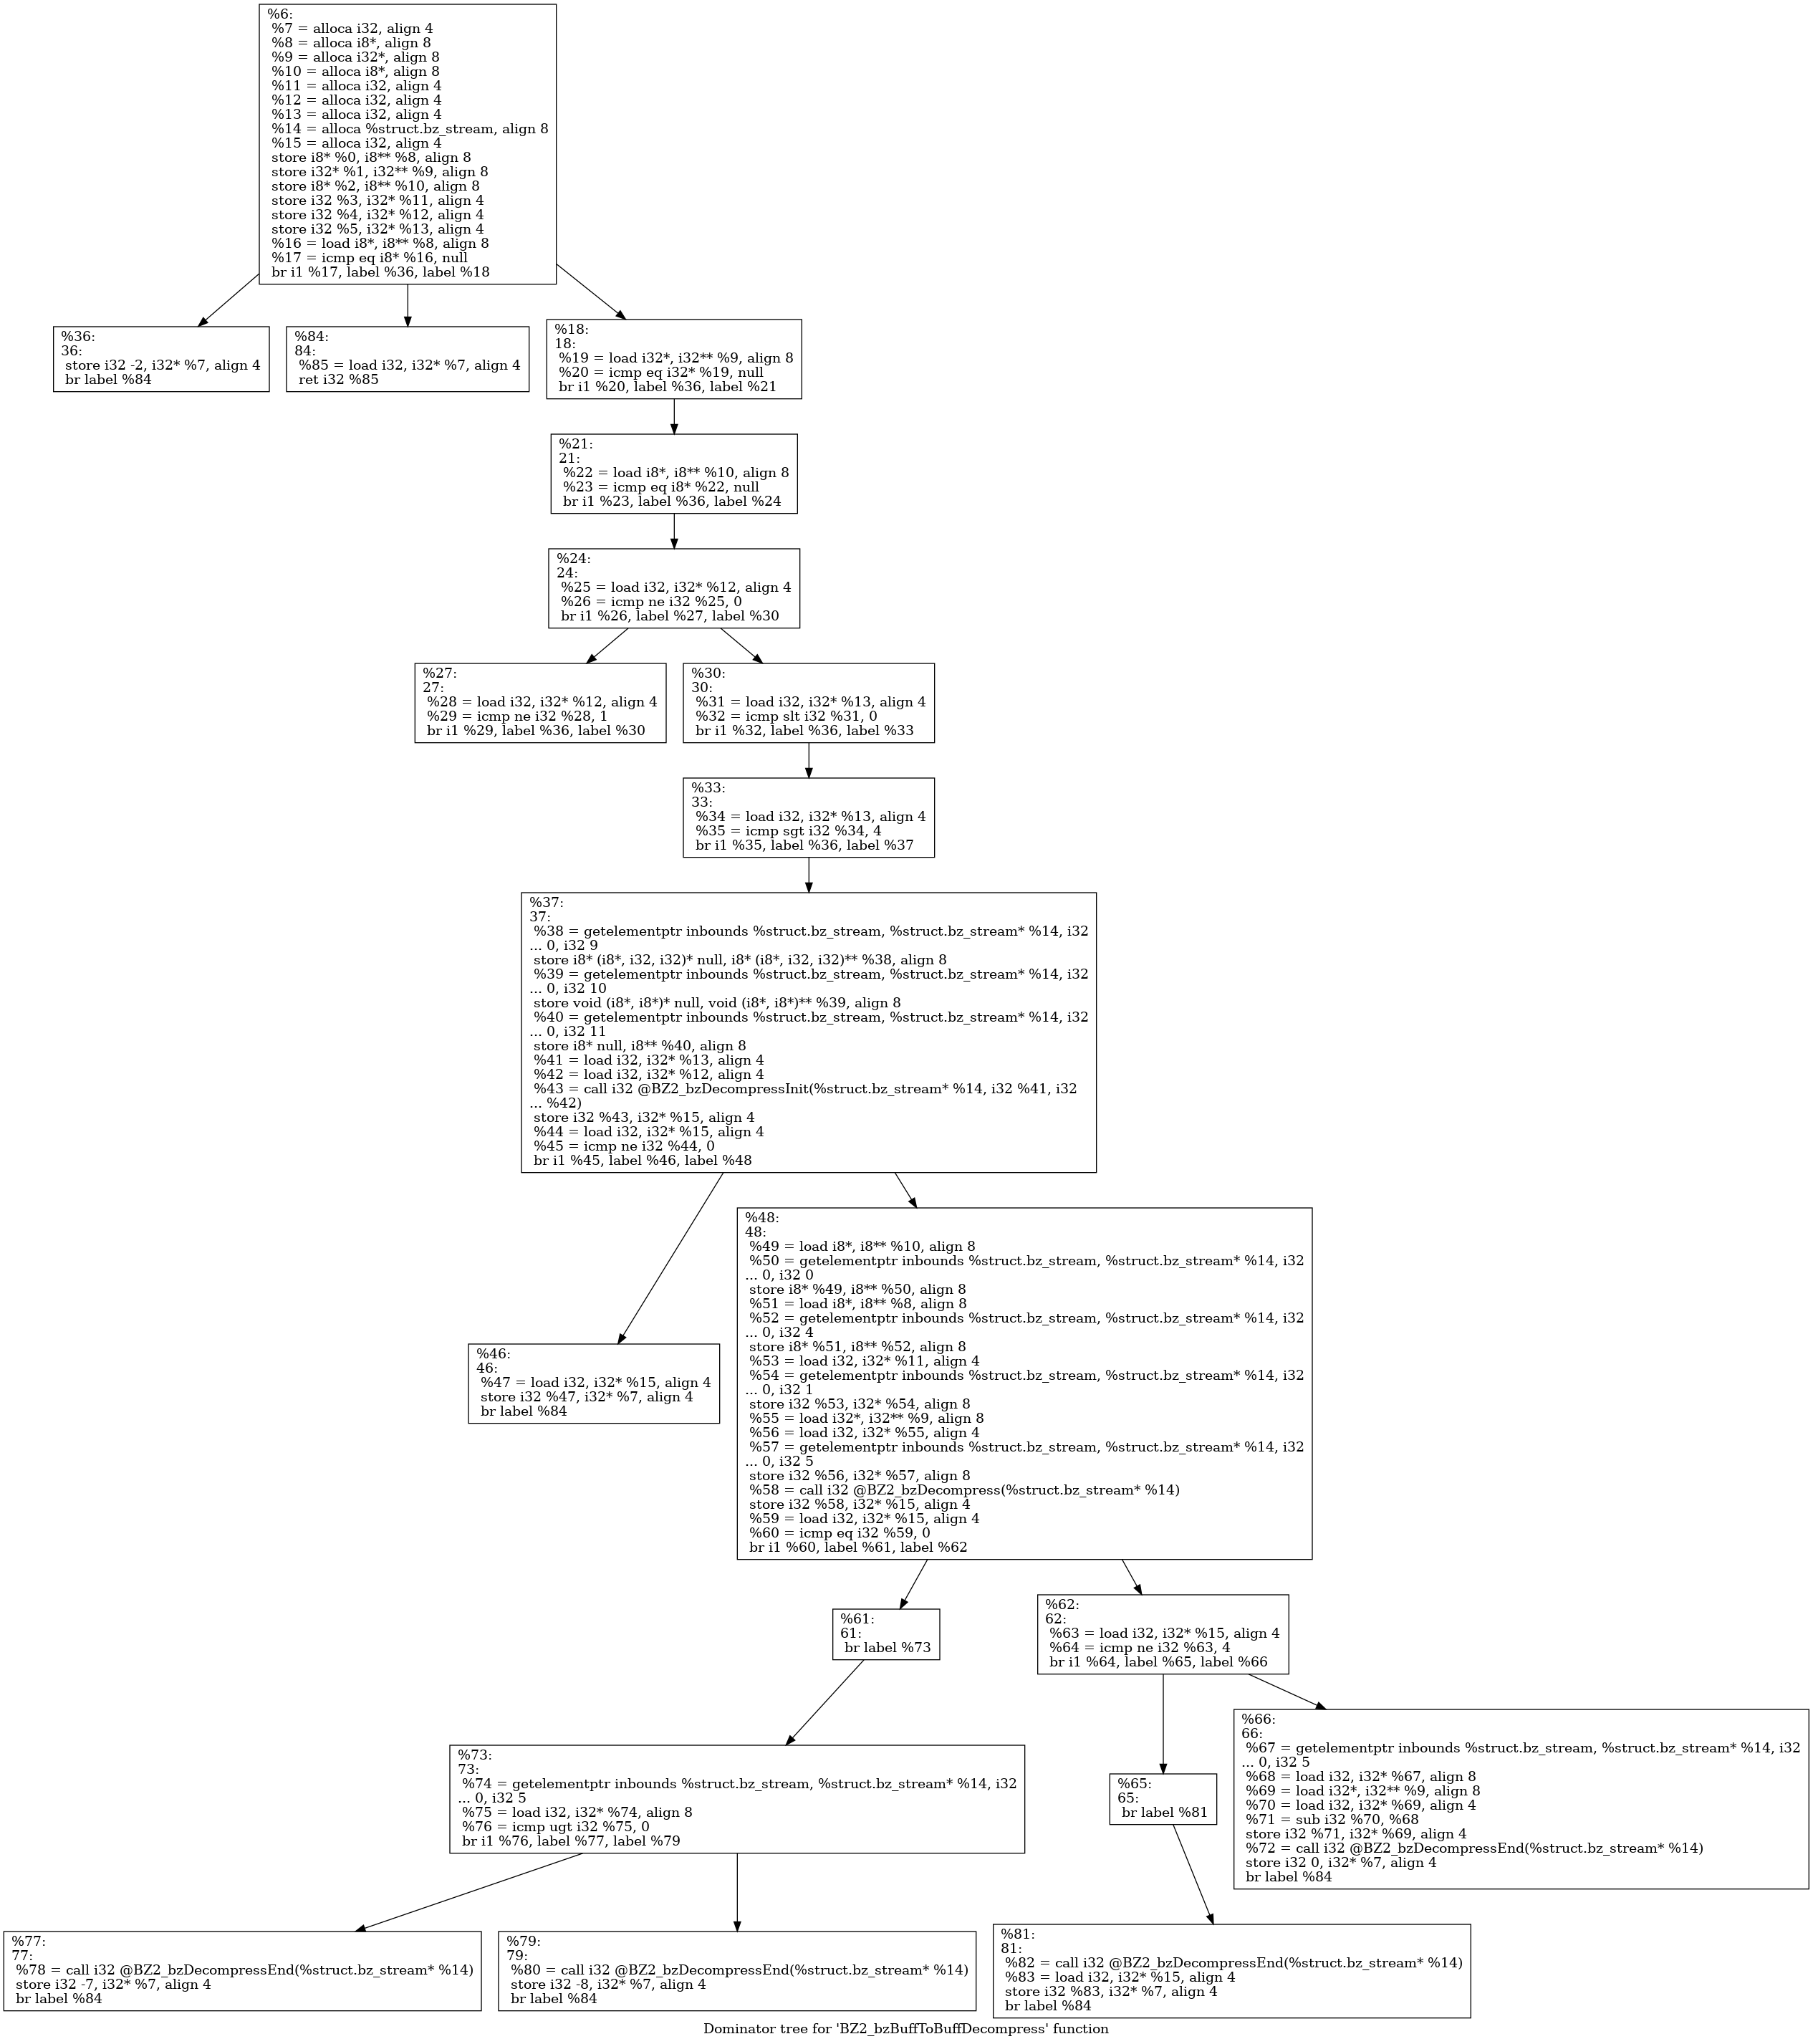 %6:
%7 = alloca i32, align 4
%8 = alloca i8*, align 8
%9 = alloca i32*, align 8
%10 = alloca i8*, align 8
%11 = alloca i32, align 4
%12 = alloca i32, align 4
%13 = alloca i32, align 4
%14 = alloca %struct.bz_stream, align 8
%15 = alloca i32, align 4
store i8* %0, i8** %8, align 8
store i32* %1, i32** %9, align 8
store i8* %2, i8** %10, align 8
store i32 %3, i32* %11, align 4
store i32 %4, i32* %12, align 4
store i32 %5, i32* %13, align 4
%16 = load i8*, i8** %8, align 8
%17 = icmp eq i8* %16, null
br i1 %17, label %36, label %18
%36:
36:
store i32 -2, i32* %7, align 4
br label %84
%84:
84:
%85 = load i32, i32* %7, align 4
ret i32 %85
%18:
18:
%19 = load i32*, i32** %9, align 8
%20 = icmp eq i32* %19, null
br i1 %20, label %36, label %21
%21:
21:
%22 = load i8*, i8** %10, align 8
%23 = icmp eq i8* %22, null
br i1 %23, label %36, label %24
%24:
24:
%25 = load i32, i32* %12, align 4
%26 = icmp ne i32 %25, 0
br i1 %26, label %27, label %30
%27:
27:
%28 = load i32, i32* %12, align 4
%29 = icmp ne i32 %28, 1
br i1 %29, label %36, label %30
%30:
30:
%31 = load i32, i32* %13, align 4
%32 = icmp slt i32 %31, 0
br i1 %32, label %36, label %33
%33:
33:
%34 = load i32, i32* %13, align 4
%35 = icmp sgt i32 %34, 4
br i1 %35, label %36, label %37
%37:
37:
%38 = getelementptr inbounds %struct.bz_stream, %struct.bz_stream* %14, i32
... 0, i32 9
store i8* (i8*, i32, i32)* null, i8* (i8*, i32, i32)** %38, align 8
%39 = getelementptr inbounds %struct.bz_stream, %struct.bz_stream* %14, i32
... 0, i32 10
store void (i8*, i8*)* null, void (i8*, i8*)** %39, align 8
%40 = getelementptr inbounds %struct.bz_stream, %struct.bz_stream* %14, i32
... 0, i32 11
store i8* null, i8** %40, align 8
%41 = load i32, i32* %13, align 4
%42 = load i32, i32* %12, align 4
%43 = call i32 @BZ2_bzDecompressInit(%struct.bz_stream* %14, i32 %41, i32
... %42)
store i32 %43, i32* %15, align 4
%44 = load i32, i32* %15, align 4
%45 = icmp ne i32 %44, 0
br i1 %45, label %46, label %48
%46:
46:
%47 = load i32, i32* %15, align 4
store i32 %47, i32* %7, align 4
br label %84
%48:
48:
%49 = load i8*, i8** %10, align 8
%50 = getelementptr inbounds %struct.bz_stream, %struct.bz_stream* %14, i32
... 0, i32 0
store i8* %49, i8** %50, align 8
%51 = load i8*, i8** %8, align 8
%52 = getelementptr inbounds %struct.bz_stream, %struct.bz_stream* %14, i32
... 0, i32 4
store i8* %51, i8** %52, align 8
%53 = load i32, i32* %11, align 4
%54 = getelementptr inbounds %struct.bz_stream, %struct.bz_stream* %14, i32
... 0, i32 1
store i32 %53, i32* %54, align 8
%55 = load i32*, i32** %9, align 8
%56 = load i32, i32* %55, align 4
%57 = getelementptr inbounds %struct.bz_stream, %struct.bz_stream* %14, i32
... 0, i32 5
store i32 %56, i32* %57, align 8
%58 = call i32 @BZ2_bzDecompress(%struct.bz_stream* %14)
store i32 %58, i32* %15, align 4
%59 = load i32, i32* %15, align 4
%60 = icmp eq i32 %59, 0
br i1 %60, label %61, label %62
%61:
61:
br label %73
%62:
62:
%63 = load i32, i32* %15, align 4
%64 = icmp ne i32 %63, 4
br i1 %64, label %65, label %66
%73:
73:
%74 = getelementptr inbounds %struct.bz_stream, %struct.bz_stream* %14, i32
... 0, i32 5
%75 = load i32, i32* %74, align 8
%76 = icmp ugt i32 %75, 0
br i1 %76, label %77, label %79
%65:
65:
br label %81
%66:
66:
%67 = getelementptr inbounds %struct.bz_stream, %struct.bz_stream* %14, i32
... 0, i32 5
%68 = load i32, i32* %67, align 8
%69 = load i32*, i32** %9, align 8
%70 = load i32, i32* %69, align 4
%71 = sub i32 %70, %68
store i32 %71, i32* %69, align 4
%72 = call i32 @BZ2_bzDecompressEnd(%struct.bz_stream* %14)
store i32 0, i32* %7, align 4
br label %84
%77:
77:
%78 = call i32 @BZ2_bzDecompressEnd(%struct.bz_stream* %14)
store i32 -7, i32* %7, align 4
br label %84
%79:
79:
%80 = call i32 @BZ2_bzDecompressEnd(%struct.bz_stream* %14)
store i32 -8, i32* %7, align 4
br label %84
%81:
81:
%82 = call i32 @BZ2_bzDecompressEnd(%struct.bz_stream* %14)
%83 = load i32, i32* %15, align 4
store i32 %83, i32* %7, align 4
br label %84
Dominator tree for 'BZ2_bzBuffToBuffDecompress' function